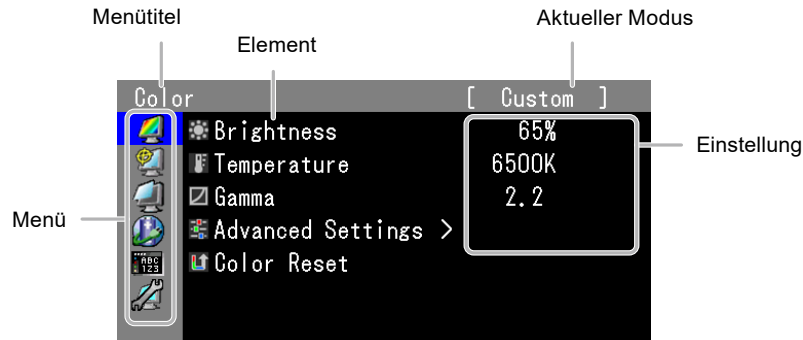 Menütitel
Aktueller Modus
Element
Color [ Custom ]
Brightness 65%
Einstellung
Temperature 6500K
Gamma 2.2
Menü
Advanced Settings >
ABC
123
Color Reset